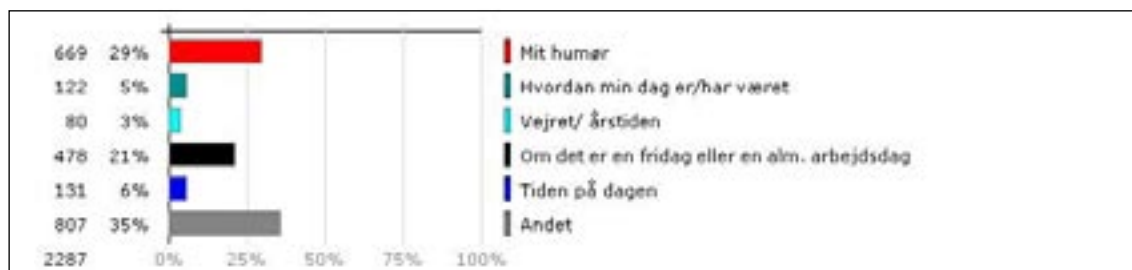 669 29% Mit humør
122 5% Hvordan min dag er/har været
80 3% Vejret/ årstiden
478 21% Om det er en fridag eller en alm. arbejdsdag
131 6% Tiden på dagen
807 35% Andet
2287 0% 25% 50% 75% 100%